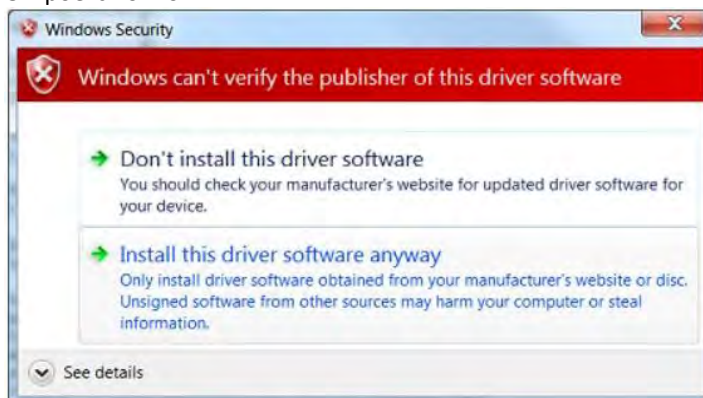 Windows Security
Windows can't verify the publisher of this driver software
Don't install this driver software
You should check your manufacturer's website for updated driver software for
your device.
Install this driver software anyway
Only install driver software obtained from your manufacturer's website or disc.
Unsigned software from other sources may harm your computer or steal
information.
See details